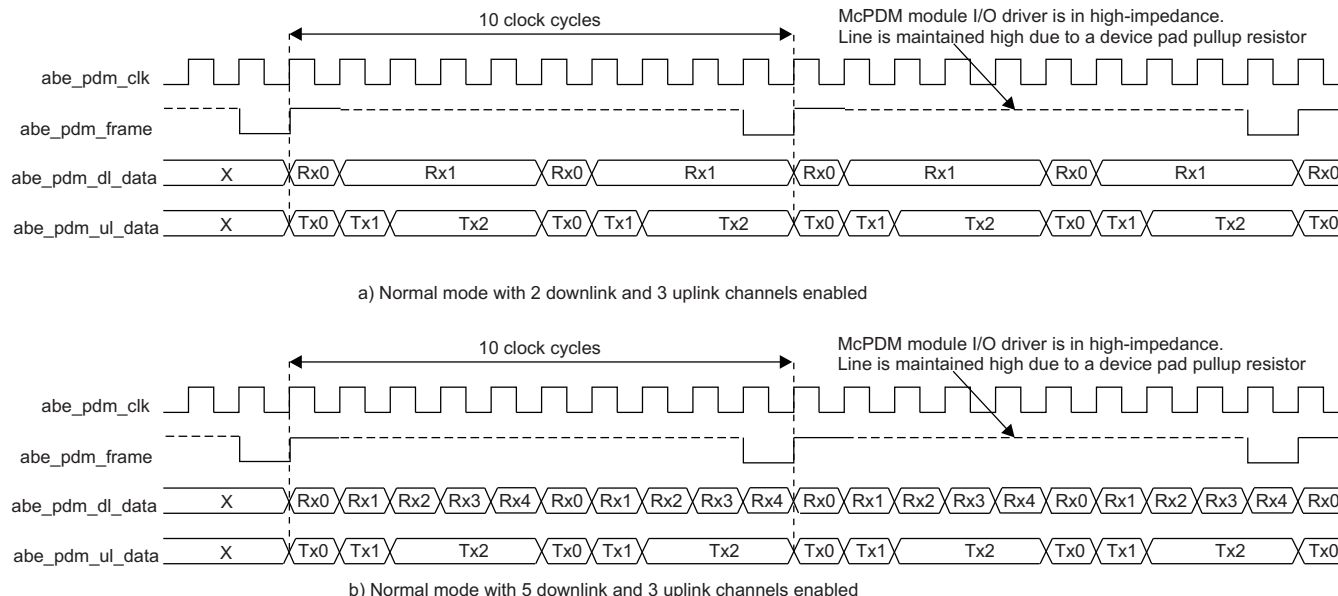 10 clock cycles
McPDM module I/O driver is in high-impedance.
Line is maintained high due to a device pad pullup resistor
abe_pdm_clk
abe_pdm_frame
abe_pdm_dl_data X Rx0 Rx1 Rx0 Rx1 Rx0 Rx1 Rx0 Rx1 Rx0
abe_pdm_ul_data X Tx0 Tx1 Tx2 Tx0 Tx1 Tx2 Tx0 Tx1 Tx2 Tx0 Tx1 Tx2 Tx0
a) Normal mode with 2 downlink and 3 uplink channels enabled
10 clock cycles
McPDM module I/O driver is in high-impedance.
Line is maintained high due to a device pad pullup resistor
abe_pdm_clk
abe_pdm_frame
abe_pdm_dl_data X Rx0 Rx1 Rx2 Rx3 Rx4 Rx0 Rx1 Rx2 Rx3 Rx4 Rx0 Rx1 Rx2 Rx3 Rx4 Rx0 Rx1 Rx2 Rx3 Rx4 Rx0
abe_pdm_ul_data X Tx0 Tx1 Tx2 Tx0 Tx1 Tx2 Tx0 Tx1 Tx2 Tx0 Tx1 Tx2 Tx0
b) Normal mode with 5 downlink and 3 uplink channels enabled